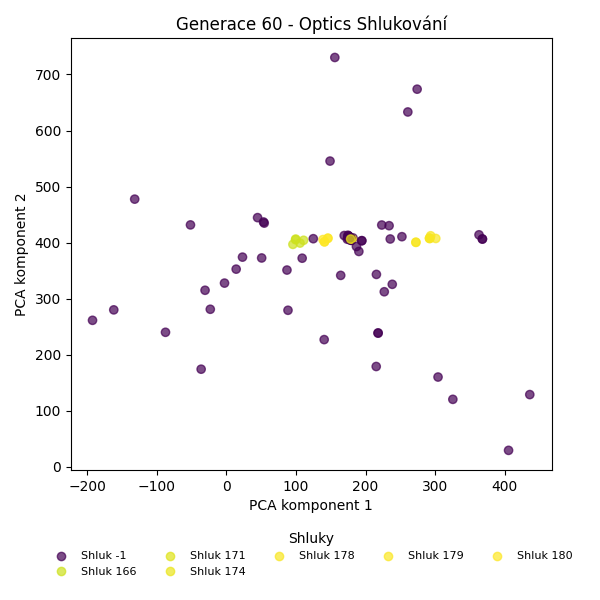 Generace 60 - Optics Shlukování
700
600
500
400
300
200
100
0
PCA komponent 2
−200 −100 0 100 200 300 400
PCA komponent 1
Shluky
Shluk -1 Shluk 171 Shluk 178 Shluk 179 Shluk 180
Shluk 166 Shluk 174